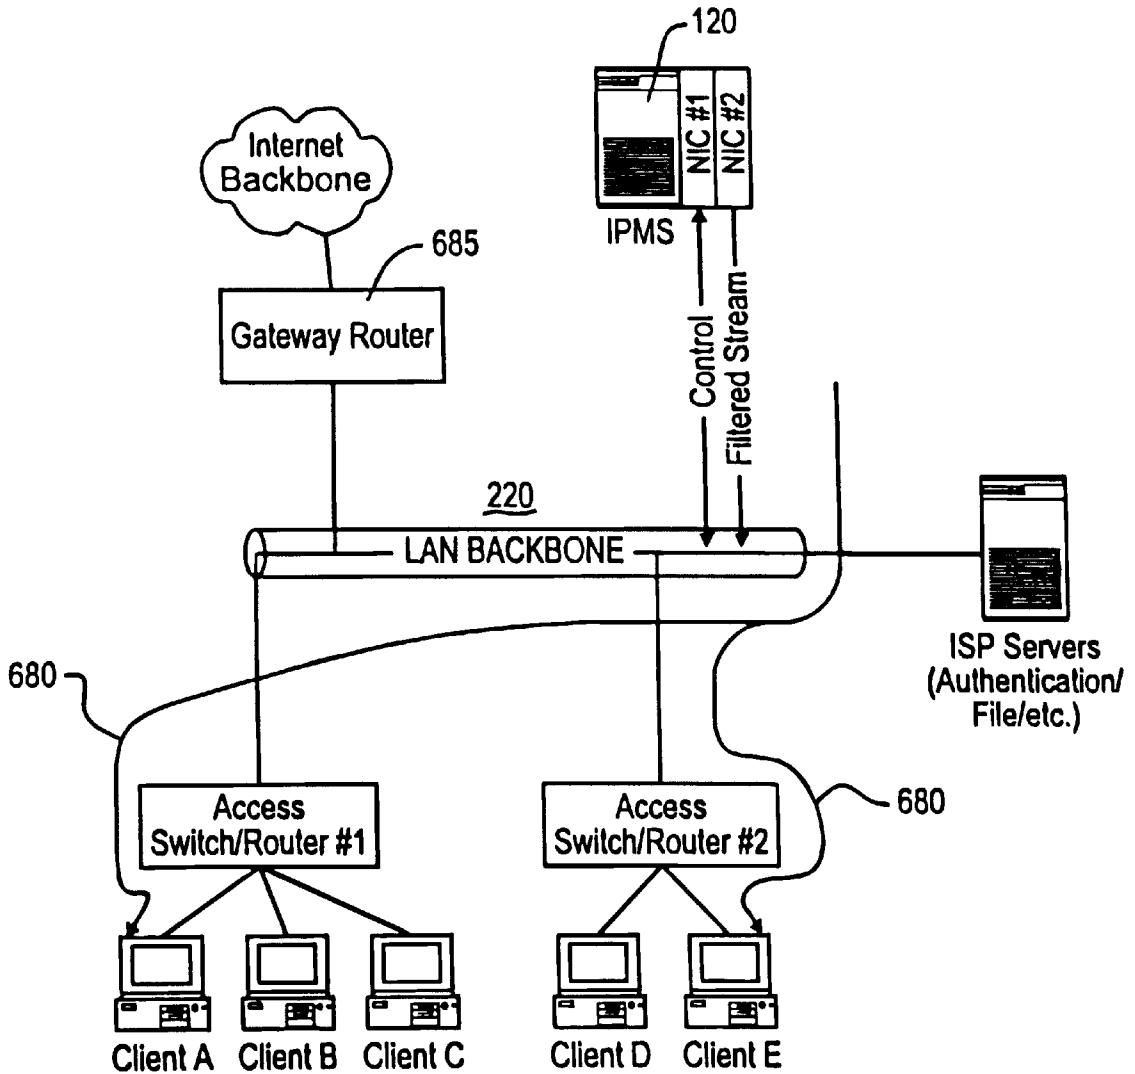 120
NIC #1
NIC #2
IPMS
Internet
Backbone
685
Gateway Router
Control
Filtered Stream
220
LAN BACKBONE
ISP Servers
(Authentication/
File/etc.)
680
Access
Switch/Router #1
Access
Switch/Router #2
680
Client A
Client B
Client C
Client D
Client E